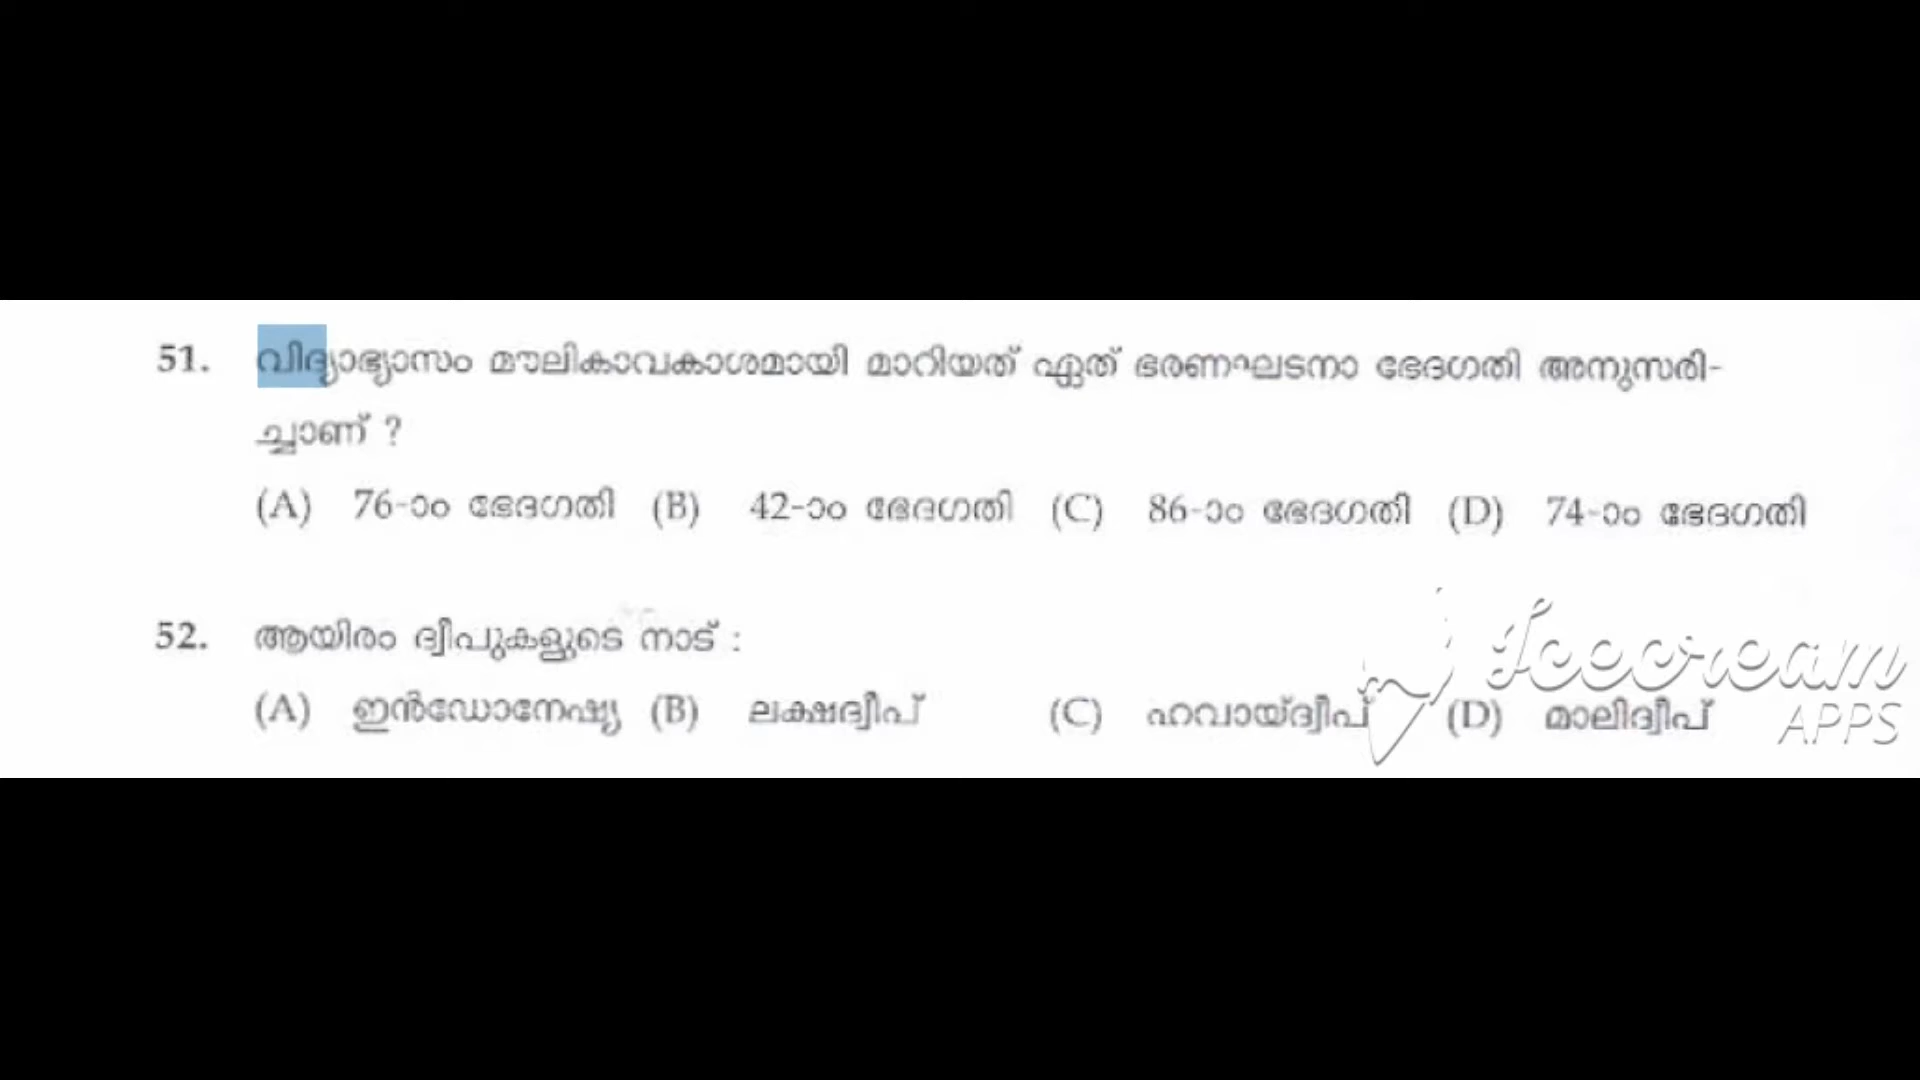 51. വിദ്യാഭ്യാസം മൗലികാവകാശമായി മാറിയത് ഏത് ഭരണഘടനാ ഭേദഗതി അനുസരി-
ച്ചാണ് ?
(A) 76-ാം ഭേദഗതി (B) 42-ാം ഭേദഗതി (C) 86-ാം ഭേദഗതി (D) 74-ാം ഭേദഗതി
52. ആയിരം ദ്വീപുകളുടെ നാട് :
(A) ഇൻഡോനേഷ്യ (B) ലക്ഷദ്വീപ് (C) ഹവായ്ദ്വീപ് (D) മാലിദ്വീപ്
Icecream
APPS